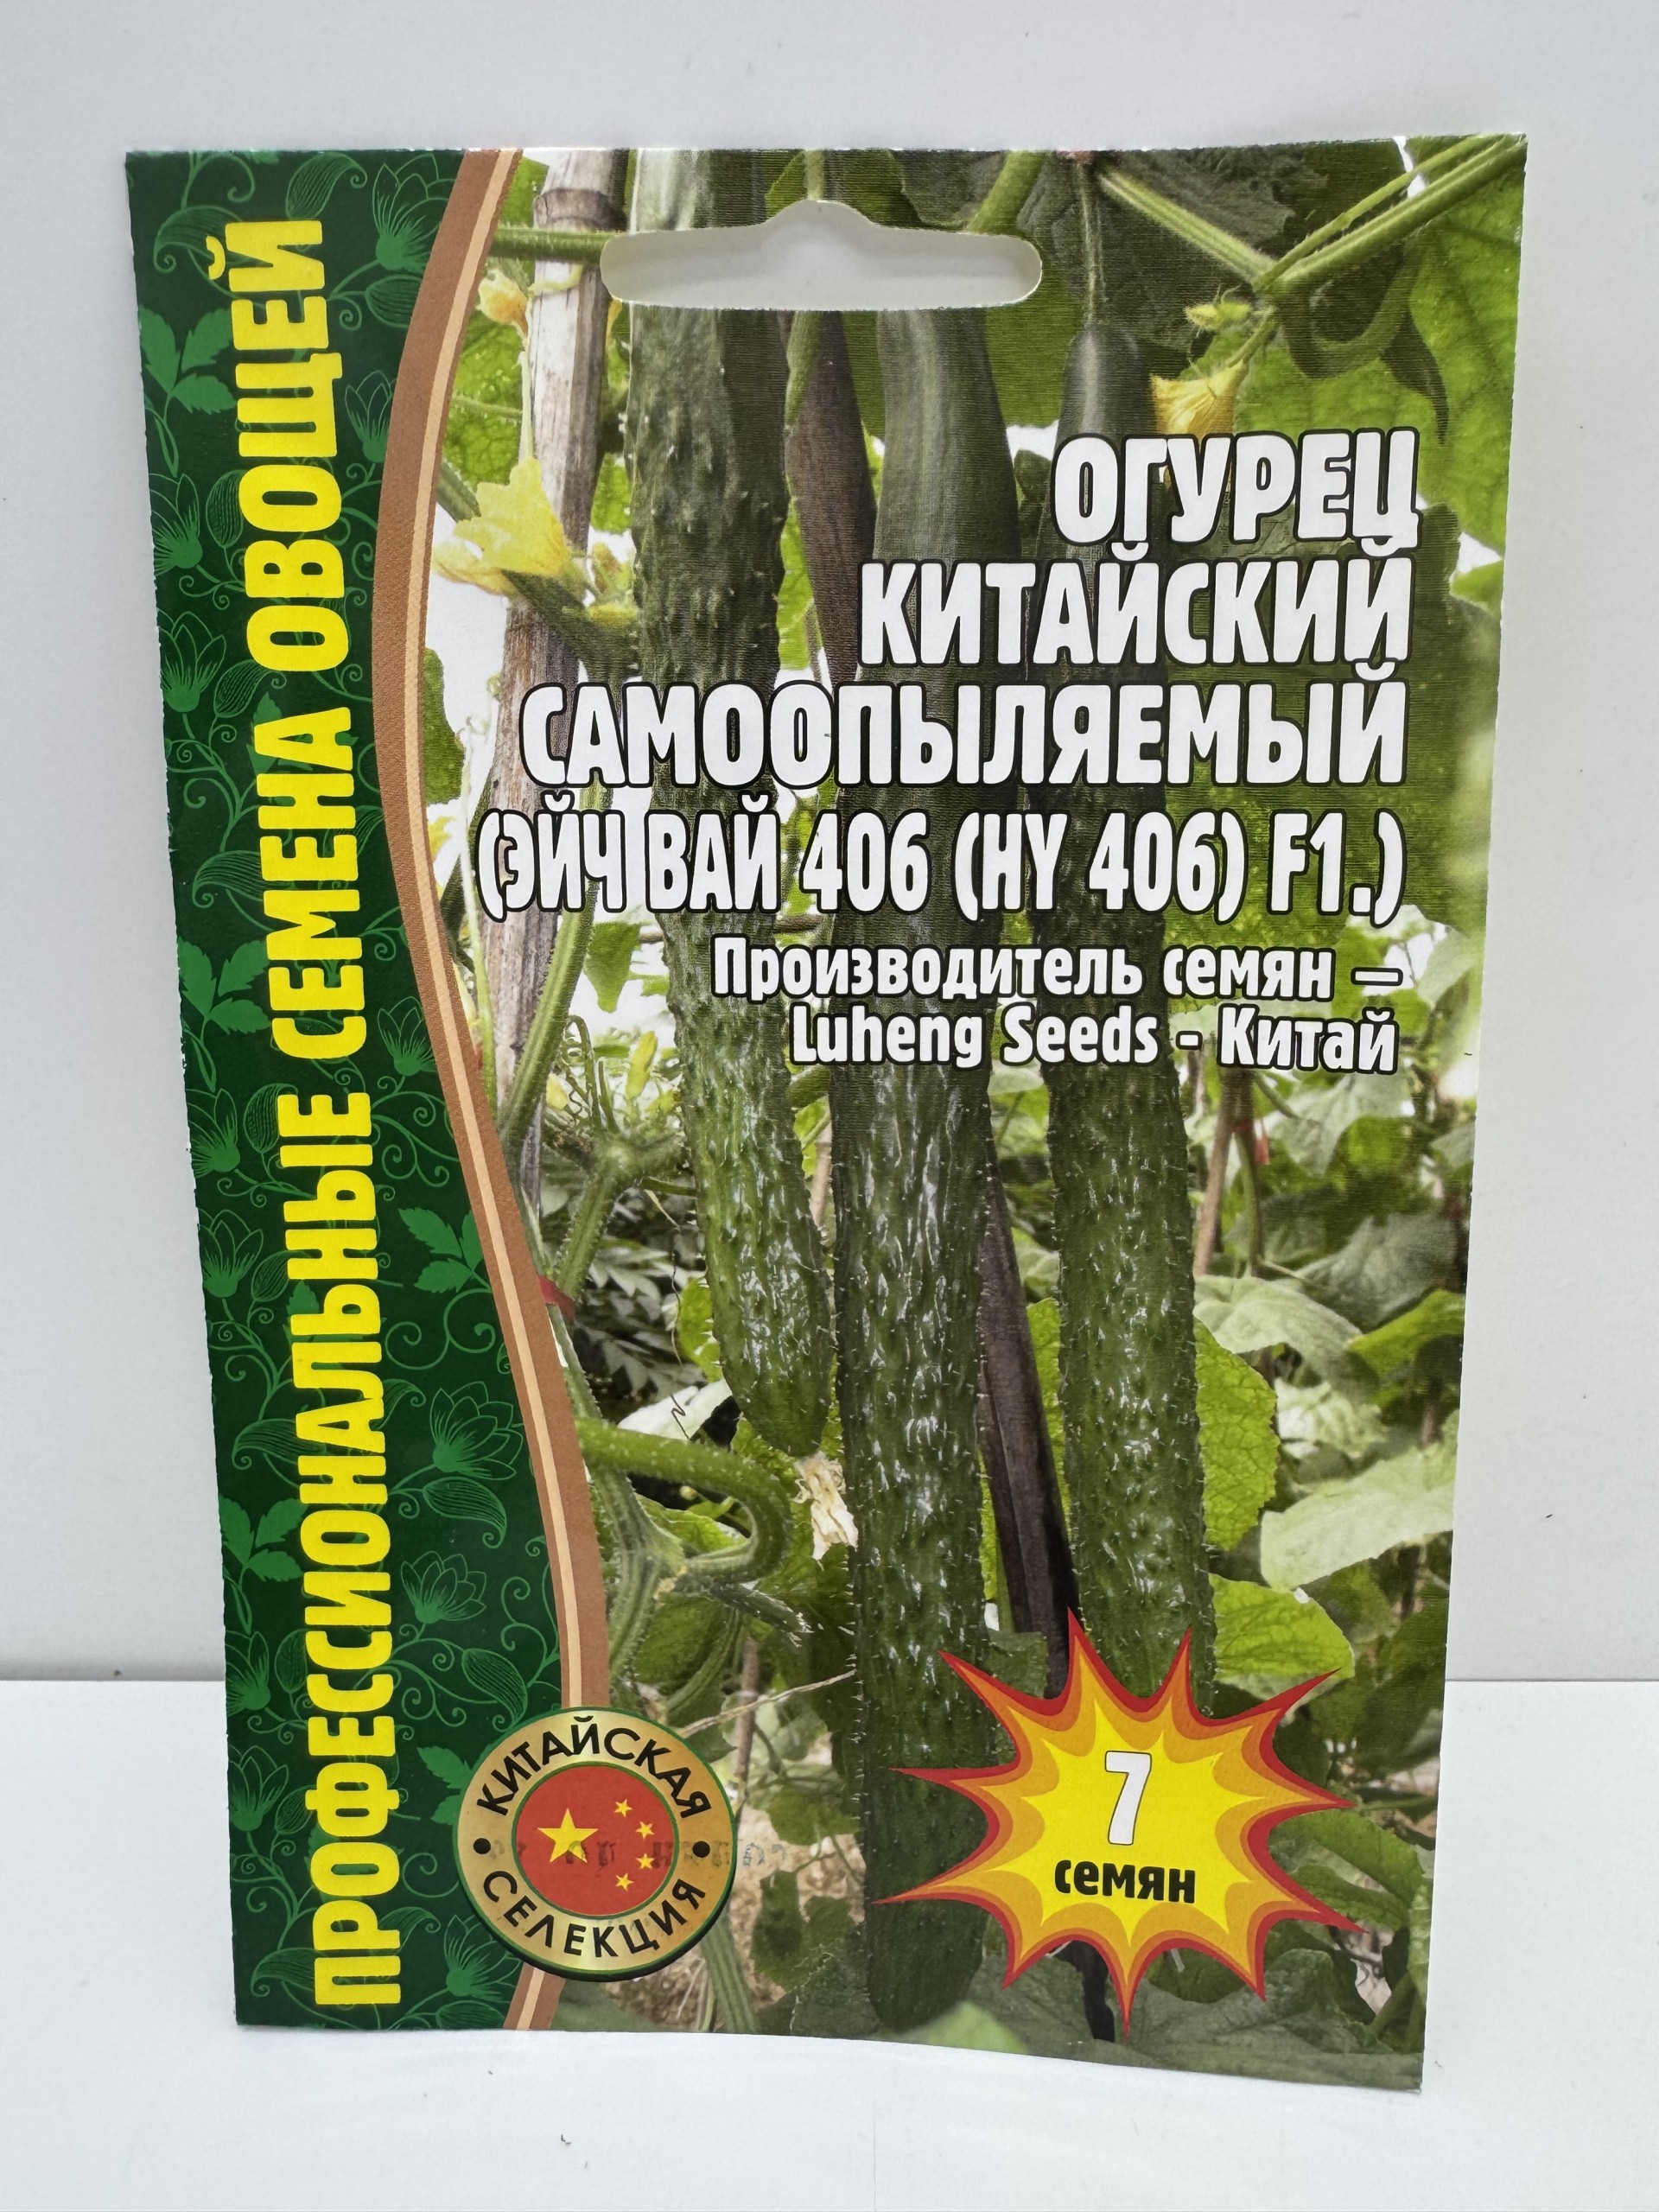 ПРОФЕССИОНАЛЬНЫЕ СЕМЕНА ОВОЩЕЙ
ОГУРЕЦ
КИТАЙСКИЙ
САМООПЫЛЯЕМЫЙ
(ЭЙЧ ВАЙ 406 (HY 406) F1.)
Производитель семян –
Luheng Seeds - Китай
КИТАЙСКАЯ
СЕЛЕКЦИЯ
7
семян